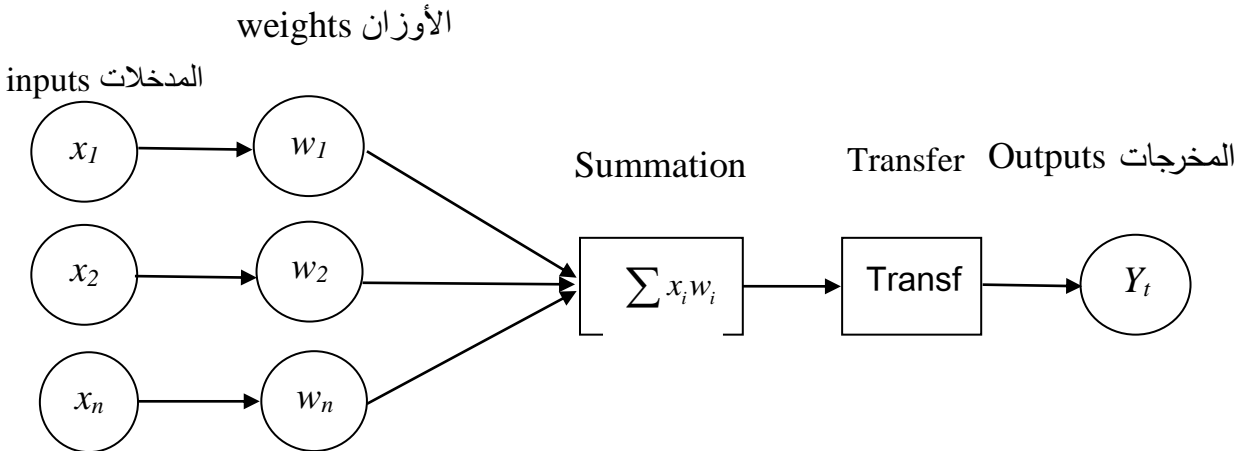 weights الأوزان
inputs المدخلات
Summation
Transfer
Outputs المخرجات
x1
w1
x2
w2
∑ xiwi
Transf
Yt
xn
wn